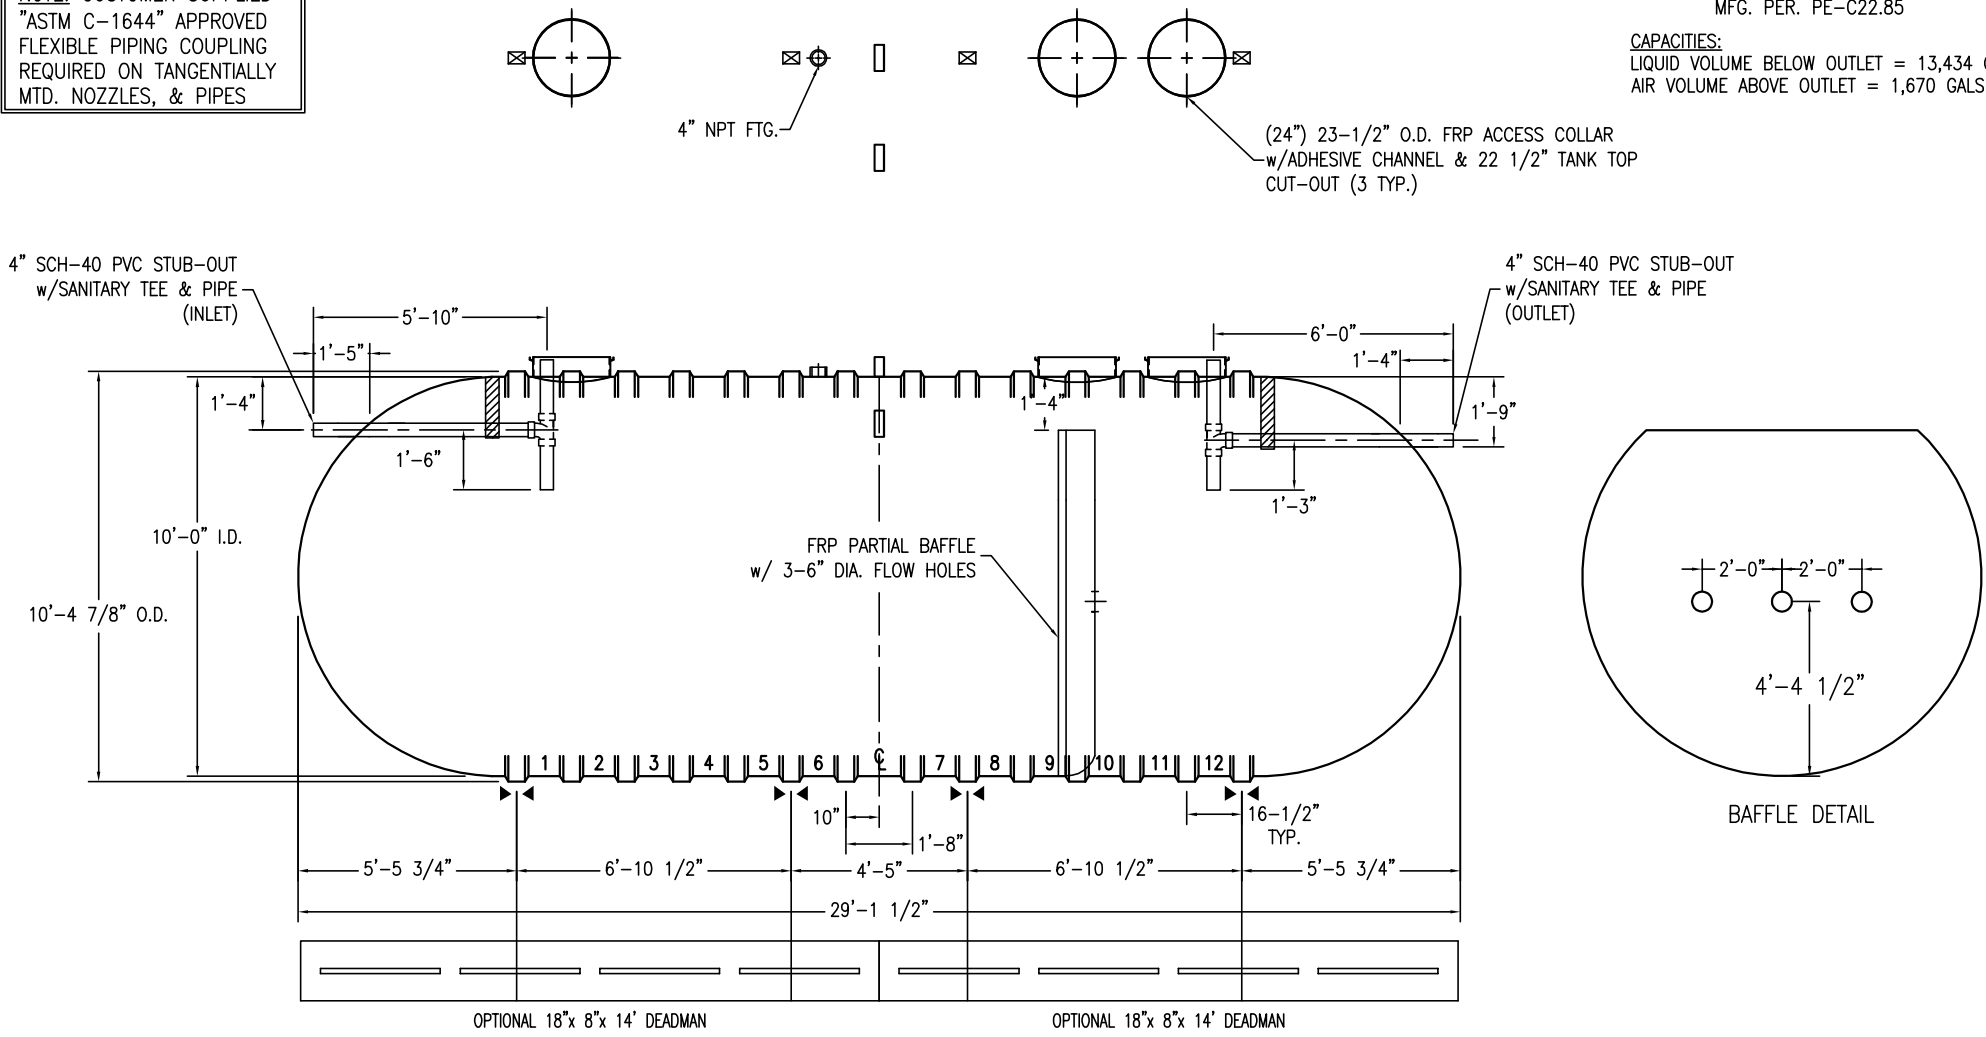 NOTE: CUSTOMER SUPPLIED
"ASTM C-1644" APPROVED
FLEXIBLE PIPING COUPLING
REQUIRED ON TANGENTIALLY
MTD. NOZZLES, & PIPES
MFG. PER. PE-C22.85
CAPACITIES:
LIQUID VOLUME BELOW OUTLET = 13,434
AIR VOLUME ABOVE OUTLET = 1,670 GALS
4" NPT FTG.
(24") 23-1/2" O.D. FRP ACCESS COLLAR
w/ADHESIVE CHANNEL & 22 1/2" TANK TOP
CUT-OUT (3 TYP.)
4" SCH-40 PVC STUB-OUT
w/SANITARY TEE & PIPE
(INLET)
4" SCH-40 PVC STUB-OUT
w/SANITARY TEE & PIPE
(OUTLET)
5'-10"
6'-0"
1'-5"
1'-4"
1'-4"
1'-4"
1'-9"
1'-6"
1'-3"
10'-0" I.D.
10'-4 7/8" O.D.
FRP PARTIAL BAFFLE
w/ 3-6" DIA. FLOW HOLES
2'-0"
2'-0"
4'-4 1/2"
BAFFLE DETAIL
1 2 3 4 5 6 ℄ 7 8 9 10 11 12
10"
1'-8"
16-1/2"
TYP.
5'-5 3/4"
6'-10 1/2"
4'-5"
6'-10 1/2"
5'-5 3/4"
29'-1 1/2"
OPTIONAL 18"x 8"x 14' DEADMAN
OPTIONAL 18"x 8"x 14' DEADMAN